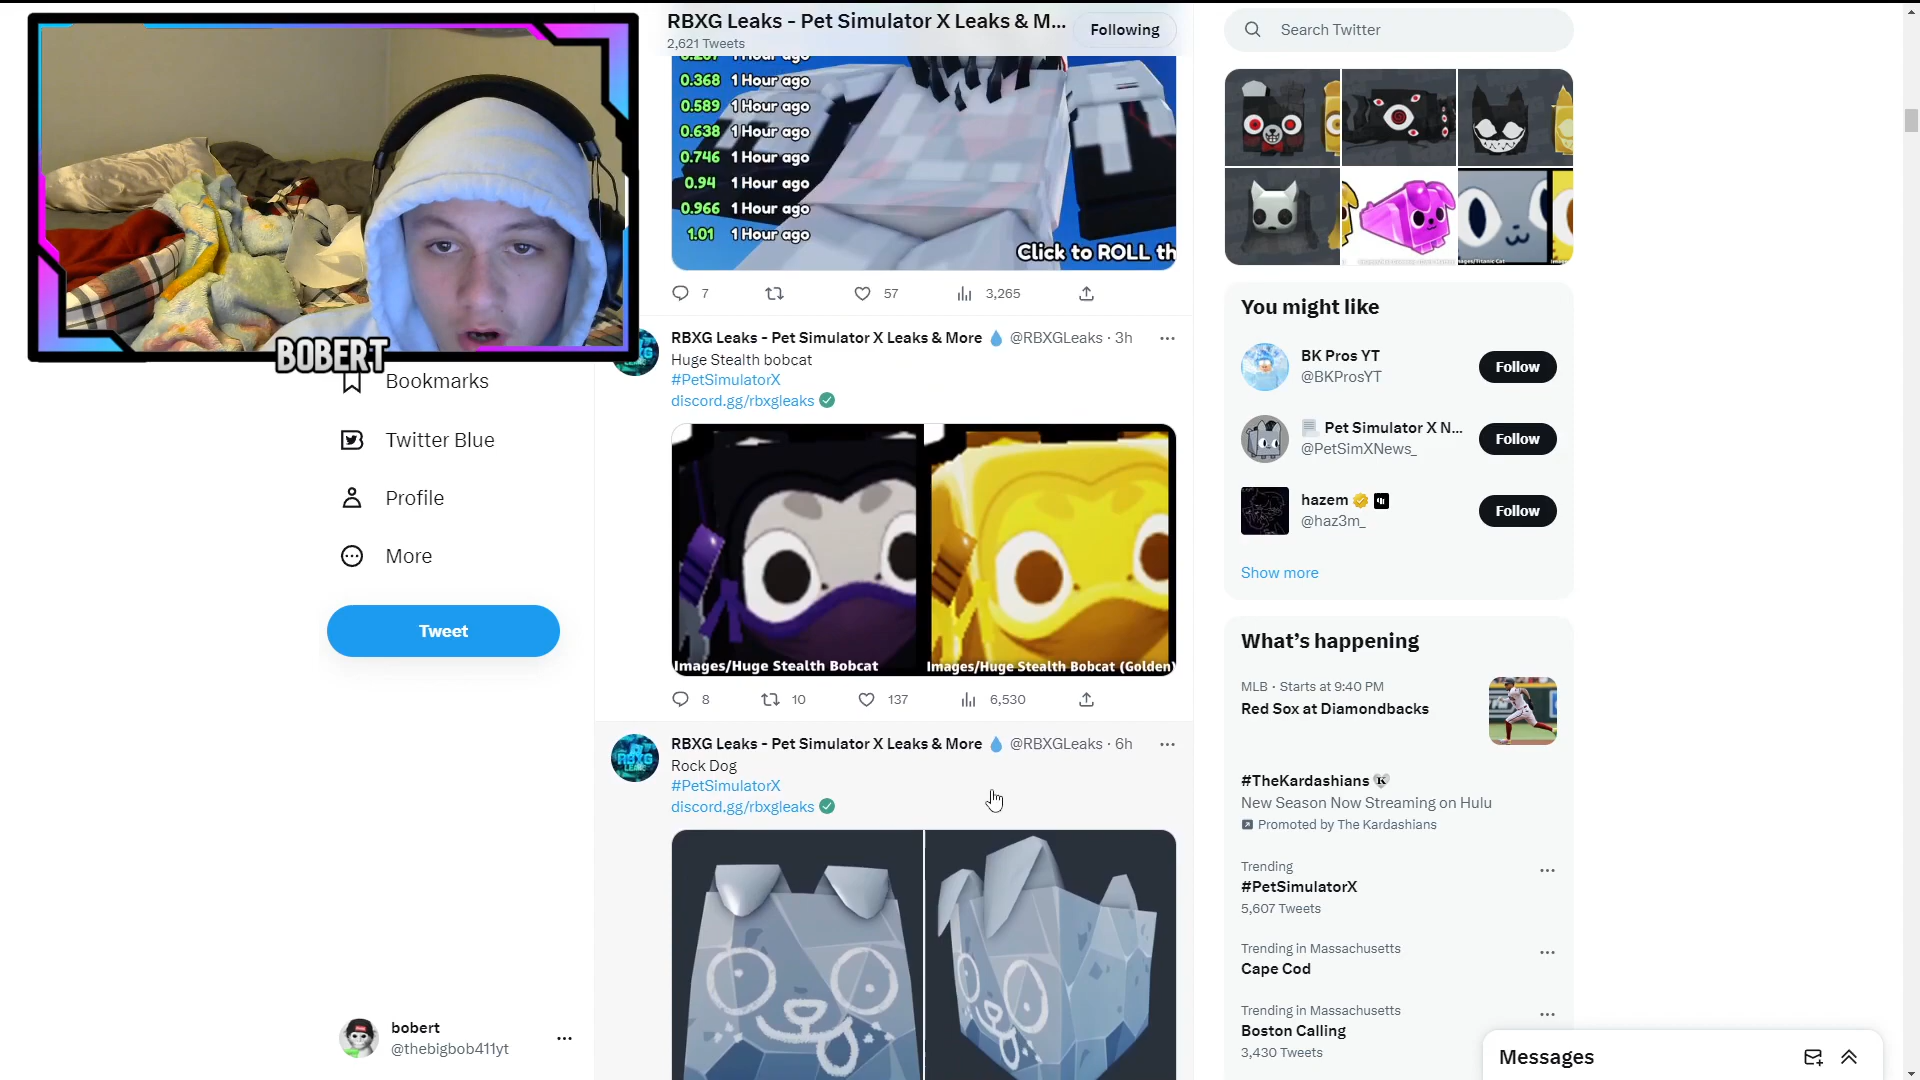 RBXG Leaks - Pet Simulator X Leaks & M...
2,621 Tweets
Following
Search Twitter
1 Hour ago
0.368 1 Hour ago
0.589 1 Hour ago
0.638 1 Hour ago
0.746 1 Hour ago
0.94 1 Hour ago
0.966 1 Hour ago
1.01 1 Hour ago
Click to ROLL th
7
57
3,265
BOBERT
Bookmarks
Twitter Blue
Profile
More
Tweet
bobert
@thebigbob411yt
RBXG Leaks - Pet Simulator X Leaks & More 💧 @RBXGLeaks · 3h
Huge Stealth bobcat
#PetSimulatorX
discord.gg/rbxgleaks
Images/Huge Stealth Bobcat
Images/Huge Stealth Bobcat (Golden)
8
10
137
6,530
RBXG Leaks - Pet Simulator X Leaks & More 💧 @RBXGLeaks · 6h
Rock Dog
#PetSimulatorX
discord.gg/rbxgleaks
You might like
BK Pros YT
@BKProsYT
Follow
Pet Simulator X N...
@PetSimXNews_
Follow
hazem
@haz3m_
Follow
Show more
What's happening
MLB · Starts at 9:40 PM
Red Sox at Diamondbacks
#TheKardashians
New Season Now Streaming on Hulu
Promoted by The Kardashians
Trending
#PetSimulatorX
5,607 Tweets
Trending in Massachusetts
Cape Cod
Trending in Massachusetts
Boston Calling
3,430 Tweets
Messages